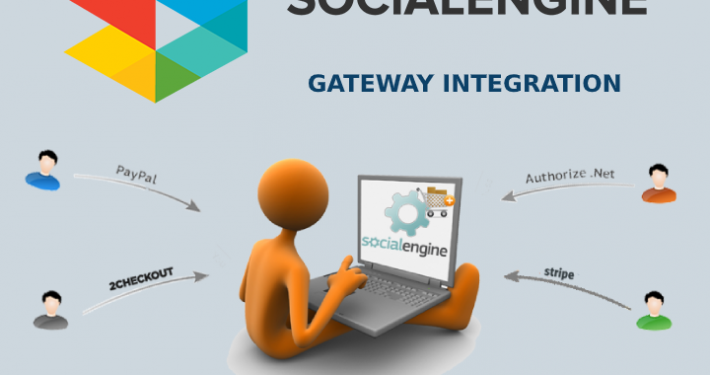 SOCIALENGINE
GATEWAY INTEGRATION
PayPal
Authorize .Net
socialengine
2CHECKOUT
stripe